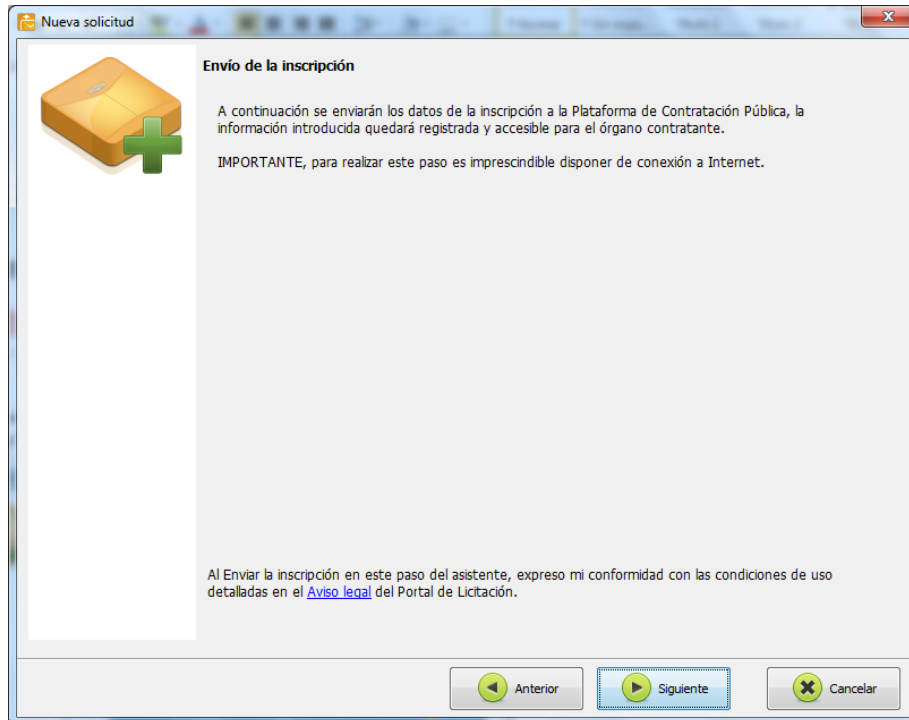 Nueva solicitud
Envío de la inscripción
A continuación se enviarán los datos de la inscripción a la Plataforma de Contratación Pública, la
información introducida quedará registrada y accesible para el órgano contratante.
IMPORTANTE, para realizar este paso es imprescindible disponer de conexión a Internet.
Al Enviar la inscripción en este paso del asistente, expreso mi conformidad con las condiciones de uso
detalladas en el Aviso legal del Portal de Licitación.
Anterior
Siguiente
Cancelar